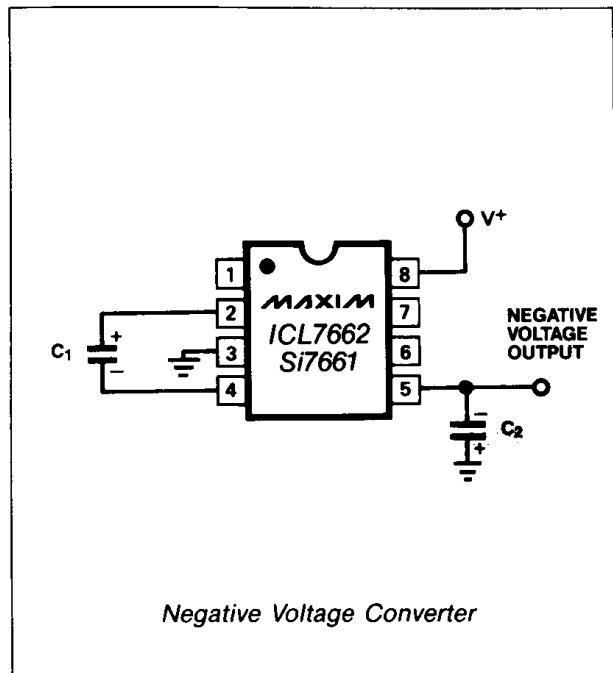 V+
1
8
MAXIM
2
7
NEGATIVE
VOLTAGE
OUTPUT
C1
+
−
ICL7662
3
6
Si7661
4
5
−
C2
+
Negative Voltage Converter